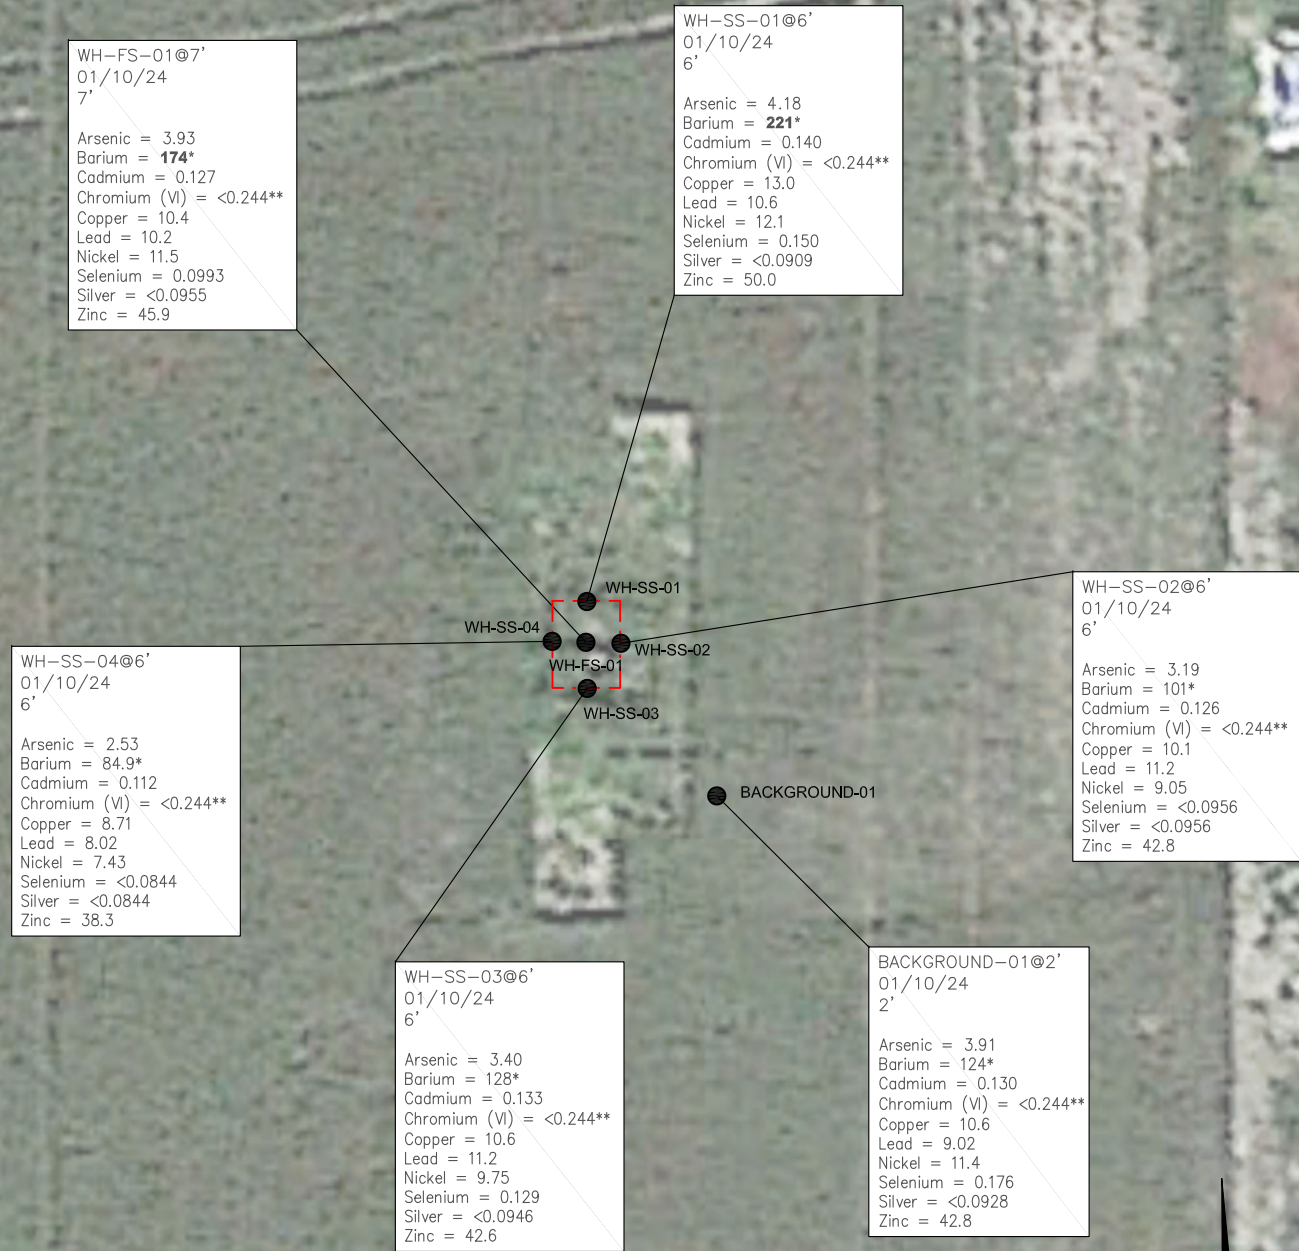 WH-FS-01@7'
01/10/24
7'
Arsenic = 3.93
Barium = 174*
Cadmium = 0.127
Chromium (VI) = <0.244**
Copper = 10.4
Lead = 10.2
Nickel = 11.5
Selenium = 0.0993
Silver = <0.0955
Zinc = 45.9
WH-SS-01@6'
01/10/24
6'
Arsenic = 4.18
Barium = 221*
Cadmium = 0.140
Chromium (VI) = <0.244**
Copper = 13.0
Lead = 10.6
Nickel = 12.1
Selenium = 0.150
Silver = <0.0909
Zinc = 50.0
WH-SS-01
WH-SS-04
WH-SS-02
WH-FS-01
WH-SS-03
BACKGROUND-01
WH-SS-02@6'
01/10/24
6'
Arsenic = 3.19
Barium = 101*
Cadmium = 0.126
Chromium (VI) = <0.244**
Copper = 10.1
Lead = 11.2
Nickel = 9.05
Selenium = <0.0956
Silver = <0.0956
Zinc = 42.8
WH-SS-04@6'
01/10/24
6'
Arsenic = 2.53
Barium = 84.9*
Cadmium = 0.112
Chromium (VI) = <0.244**
Copper = 8.71
Lead = 8.02
Nickel = 7.43
Selenium = <0.0844
Silver = <0.0844
Zinc = 38.3
WH-SS-03@6'
01/10/24
6'
Arsenic = 3.40
Barium = 128*
Cadmium = 0.133
Chromium (VI) = <0.244**
Copper = 10.6
Lead = 11.2
Nickel = 9.75
Selenium = 0.129
Silver = <0.0946
Zinc = 42.6
BACKGROUND-01@2'
01/10/24
2'
Arsenic = 3.91
Barium = 124*
Cadmium = 0.130
Chromium (VI) = <0.244**
Copper = 10.6
Lead = 9.02
Nickel = 11.4
Selenium = 0.176
Silver = <0.0928
Zinc = 42.8